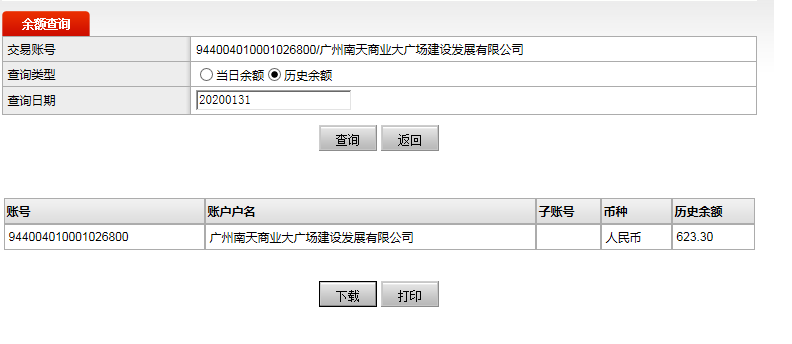 余额查询
交易账号 944004010001026800/广州南天商业大广场建设发展有限公司
查询类型 当日余额 历史余额
查询日期 20200131
查询 返回
账号 账户户名 子账号 币种 历史余额
944004010001026800 广州南天商业大广场建设发展有限公司 人民币 623.30
下载 打印